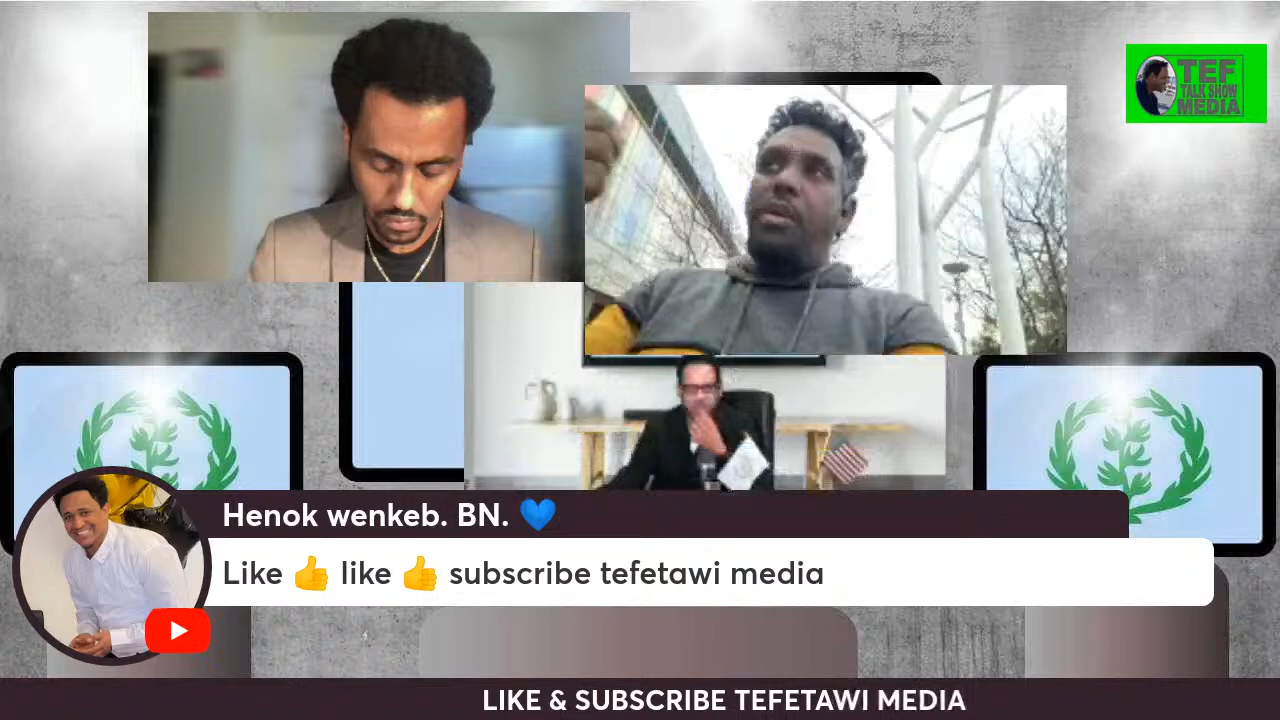 TEF
TALK SHOW
MEDIA
Henok wenkeb. BN. 💙
Like 👍 like 👍 subscribe tefetawi media
LIKE & SUBSCRIBE TEFETAWI MEDIA